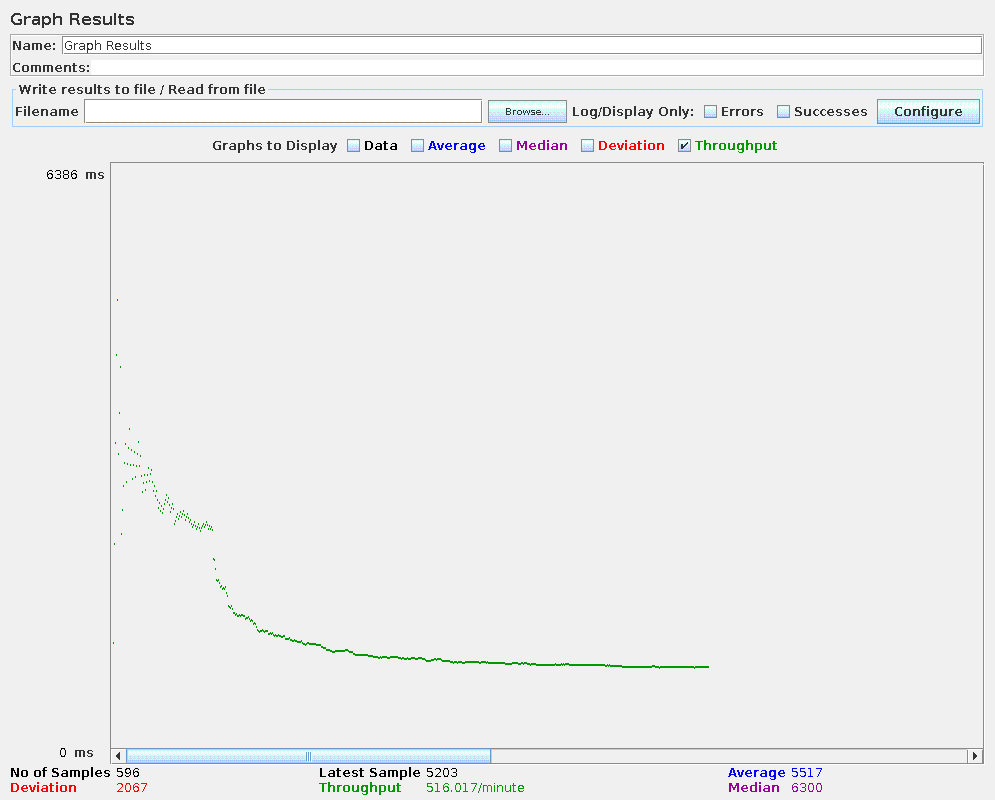 Graph Results
Name: Graph Results
Comments:
Write results to file / Read from file
Filename Browse... Log/Display Only: Errors Successes Configure
Graphs to Display Data Average Median Deviation Throughput
6386 ms
0 ms
No of Samples 596 Latest Sample 5203 Average 5517
Deviation 2067 Throughput 516.017/minute Median 6300